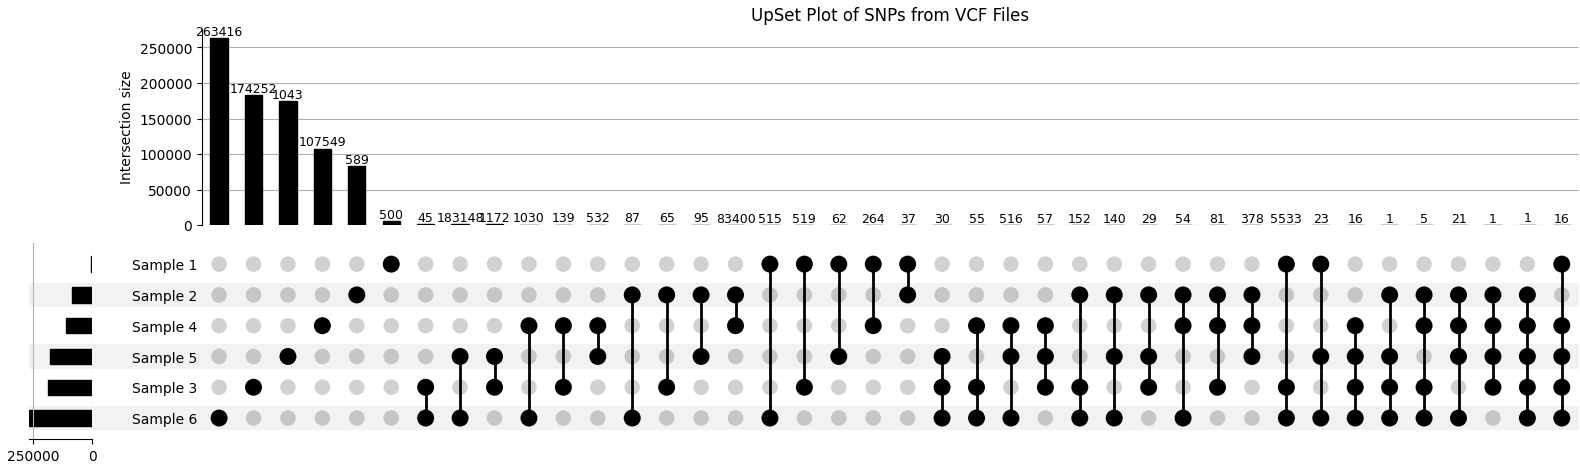 UpSet Plot of SNPs from VCF Files
Intersection size
250000
200000
150000
100000
50000
0
263416 174252 1043 107549 589 500 45 183148 1172 1030 139 532 87 65 95 83400 515 519 62 264 37 30 55 516 57 152 140 29 54 81 378 5533 23 16 1 5 21 1 1 16
Sample 1
Sample 2
Sample 4
Sample 5
Sample 3
Sample 6
250000 0